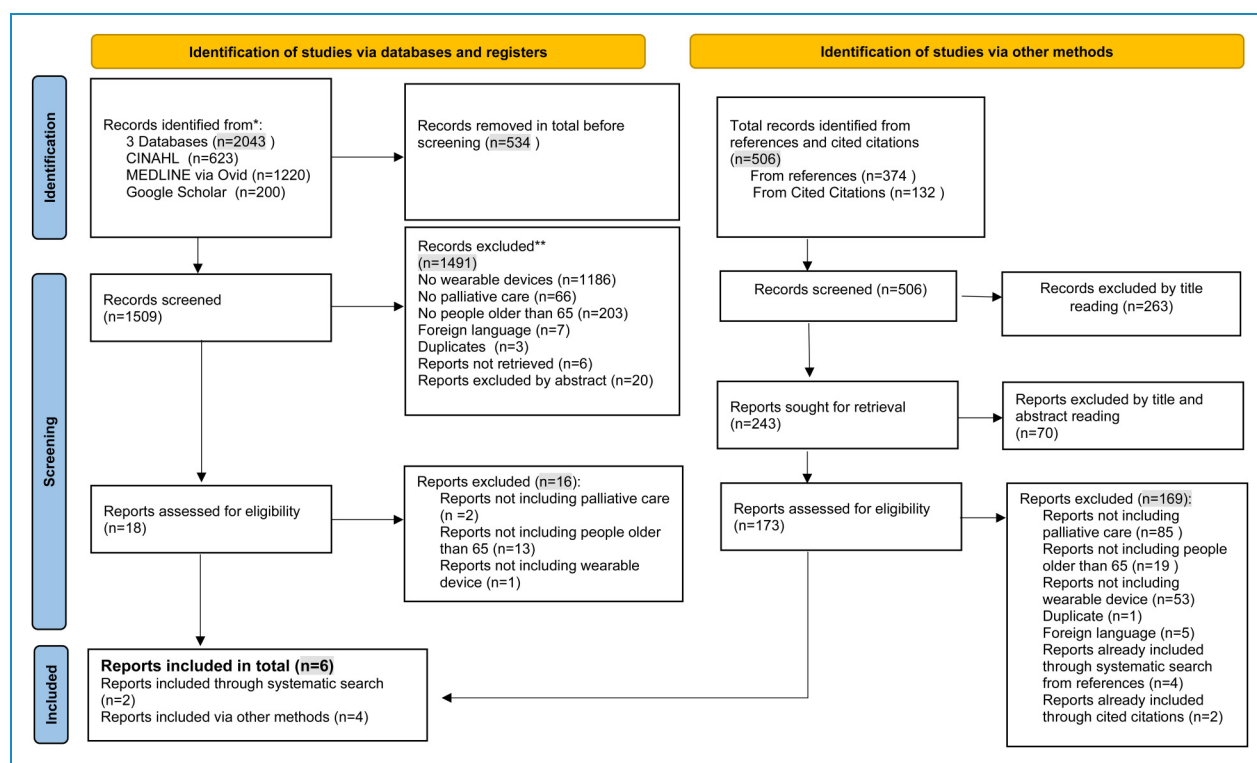 Identification of studies via databases and registers
Identification of studies via other methods
Identification
Records identified from*:
3 Databases (n=2043 )
CINAHL (n=623)
MEDLINE via Ovid (n=1220)
Google Scholar (n=200)
Records removed in total before
screening (n=534 )
Total records identified from
references and cited citations
(n=506)
From references (n=374 )
From Cited Citations (n=132 )
Screening
Records screened
(n=1509)
Records excluded**
(n=1491)
No wearable devices (n=1186)
No palliative care (n=66)
No people older than 65 (n=203)
Foreign language (n=7)
Duplicates (n=3)
Reports not retrieved (n=6)
Reports excluded by abstract (n=20)
Records screened (n=506)
Records excluded by title
reading (n=263)
Reports sought for retrieval
(n=243)
Reports excluded by title and
abstract reading
(n=70)
Reports assessed for eligibility
(n=18)
Reports excluded (n=16):
Reports not including palliative care
(n =2)
Reports not including people older
than 65 (n=13)
Reports not including wearable
device (n=1)
Reports assessed for eligibility
(n=173)
Reports excluded (n=169):
Reports not including
palliative care (n=85 )
Reports not including people
older than 65 (n=19 )
Reports not including
wearable device (n=53)
Duplicate (n=1)
Foreign language (n=5)
Reports already included
through systematic search
from references (n=4)
Reports already included
through cited citations (n=2)
Included
Reports included in total (n=6)
Reports included through systematic search
(n=2)
Reports included via other methods (n=4)